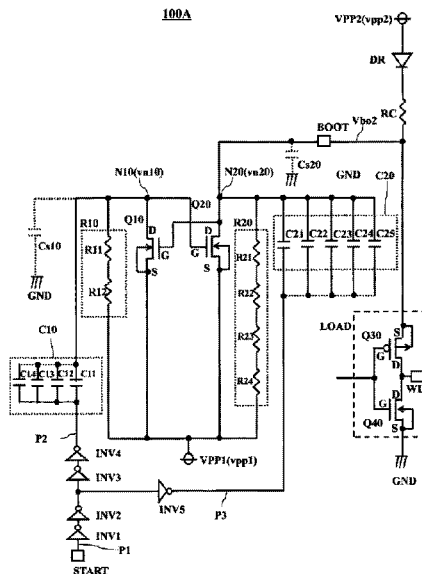 100A
VPP2(vpp2)
DR
RC
BOOT
Vbo2
N10(vn10)
N20(vn20)
Cs20
GND
C20
Cs10
GND
R10
R11
R12
Q10
D
G
S
Q20
D
G
S
R20
R21
R22
R23
R24
C21
C22
C23
C24
C25
C10
C14
C13
C12
C11
LOAD
Q30
S
G
D
WL
D
G
Q40
S
GND
P2
INV4
INV3
VPP1(vpp1)
INV5
P3
INV2
INV1
P1
START